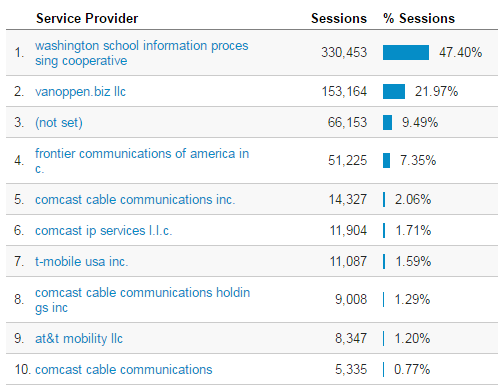 Service Provider Sessions % Sessions
1. washington school information proces 330,453 47.40%
sing cooperative
2. vanoppen.biz llc 153,164 21.97%
3. (not set) 66,153 9.49%
4. frontier communications of america in 51,225 7.35%
c.
5. comcast cable communications inc. 14,327 2.06%
6. comcast ip services l.l.c. 11,904 1.71%
7. t-mobile usa inc. 11,087 1.59%
8. comcast cable communications holdin 9,008 1.29%
gs inc
9. at&t mobility llc 8,347 1.20%
10. comcast cable communications 5,335 0.77%